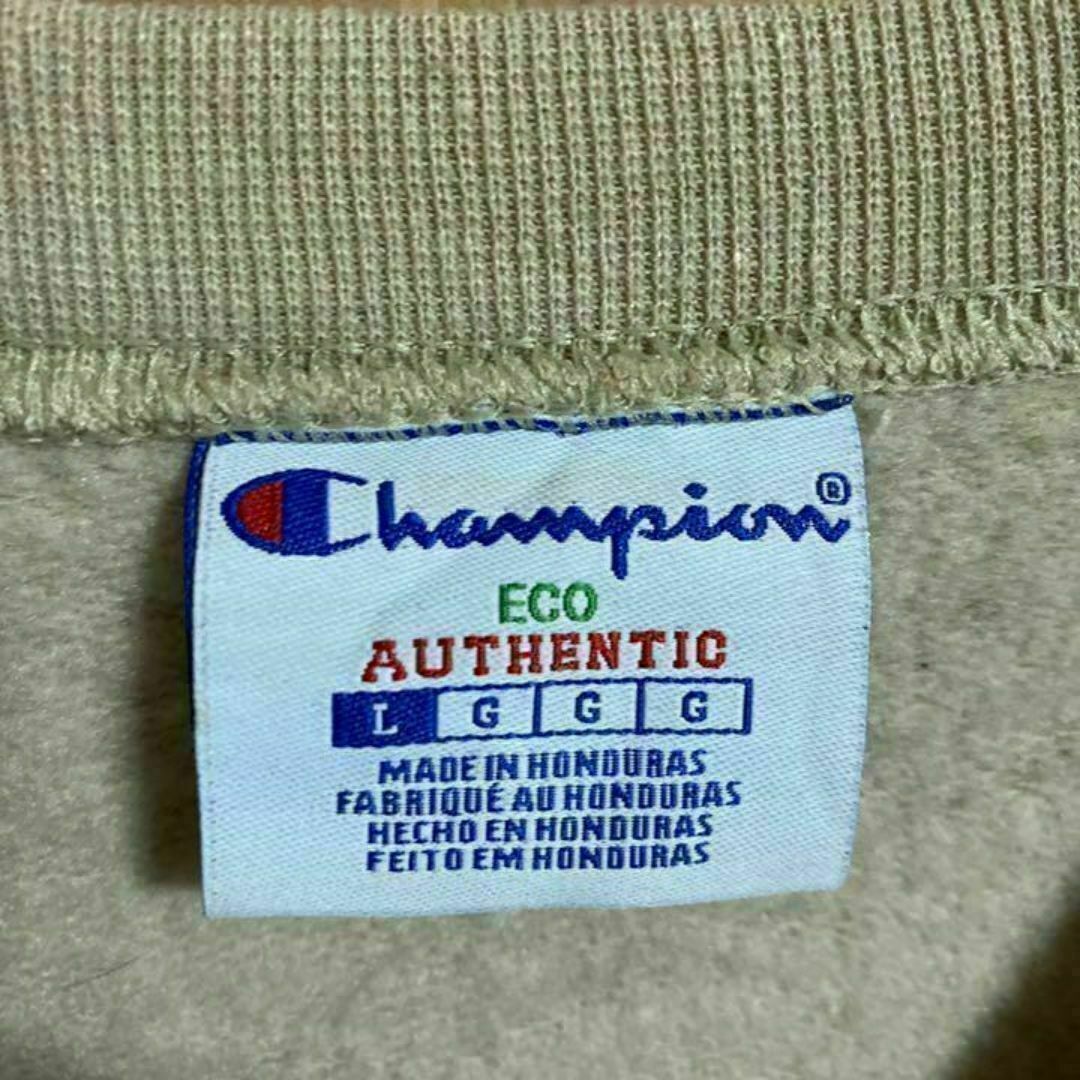 Champion®
ECO
AUTHENTIC
L G G G
MADE IN HONDURAS
FABRIQUÉ AU HONDURAS
HECHO EN HONDURAS
FEITO EM HONDURAS